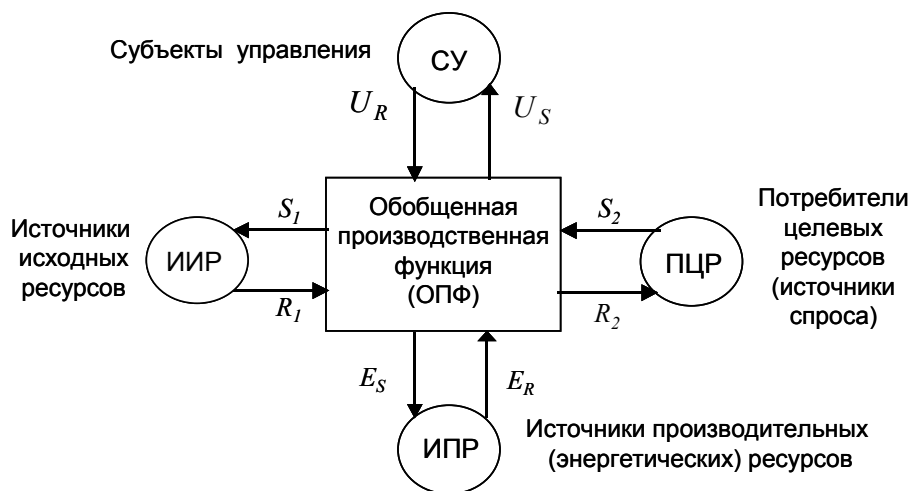 Субъекты управления
СУ
U_R
U_S
Источники
исходных
ресурсов
ИИР
S_1
R_1
Обобщенная
производственная
функция
(ОПФ)
S_2
R_2
ПЦР
Потребители
целевых
ресурсов
(источники
спроса)
E_S
E_R
ИПР
Источники производительных
(энергетических) ресурсов